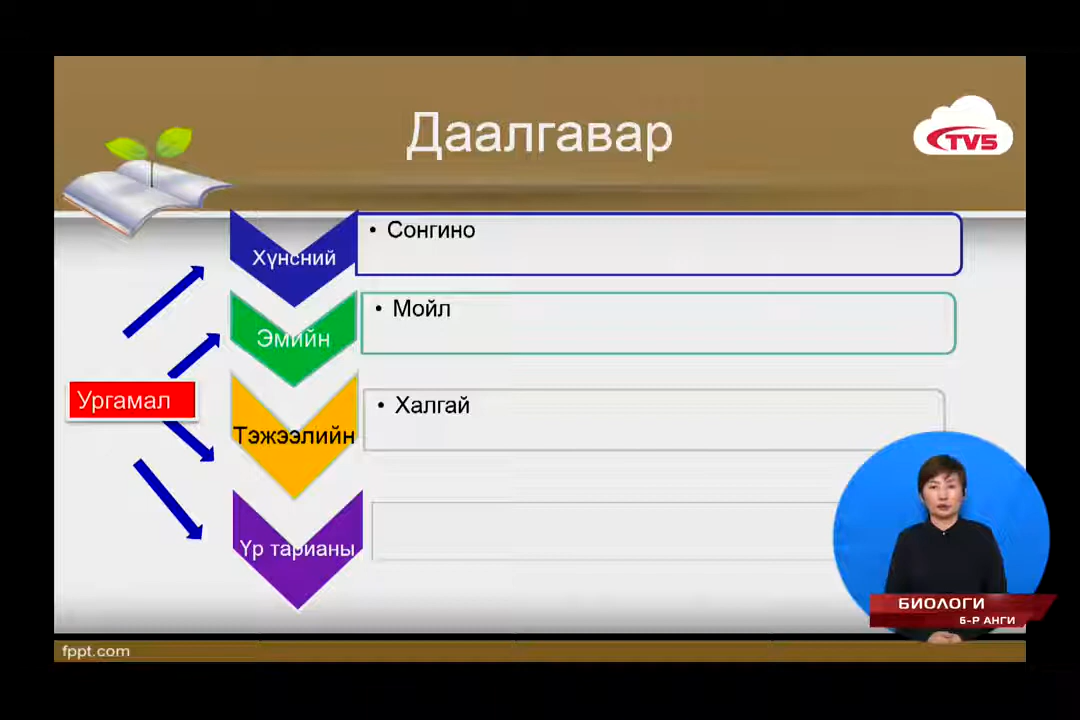 Даалгавар
TV5
Хүнсний
• Сонгино
Эмийн
• Мойл
Ургамал
Тэжээлийн
• Халгай
Үр тарианы
БИОЛОГИ
6-Р АНГИ
fppt.com